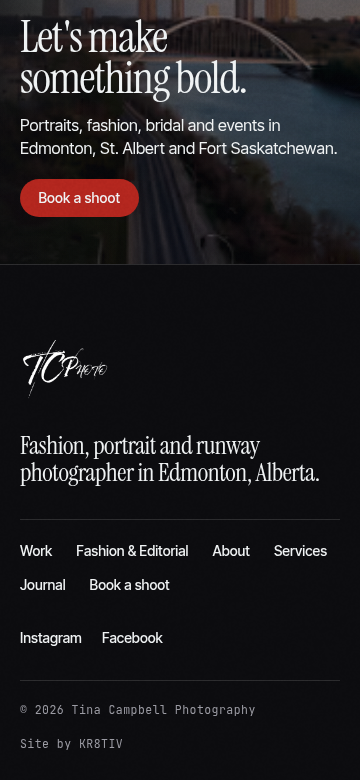 Let's make
something bold.
Portraits, fashion, bridal and events in
Edmonton, St. Albert and Fort Saskatchewan.
Book a shoot
TCPHOTO
Fashion, portrait and runway
photographer in Edmonton, Alberta.
Work Fashion & Editorial About Services
Journal Book a shoot
Instagram Facebook
© 2026 Tina Campbell Photography
Site by KR8TIV